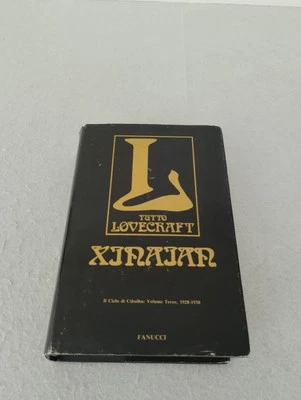 L
TUTTO
LOVECRAFT
XINAIAN
Il Ciclo di Cthulhu: Volume Terzo, 1928-1930
FANUCCI